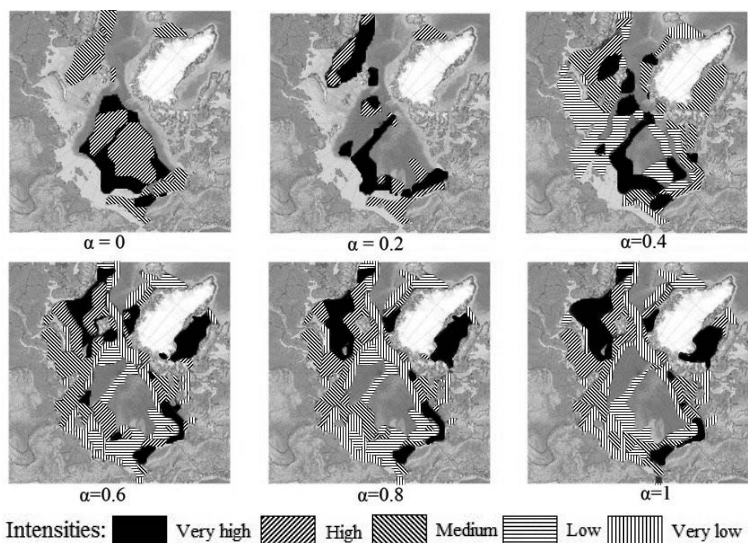 α = 0
α = 0.2
α=0.4
α=0.6
α=0.8
α=1
Intensities: Very high High Medium Low Very low